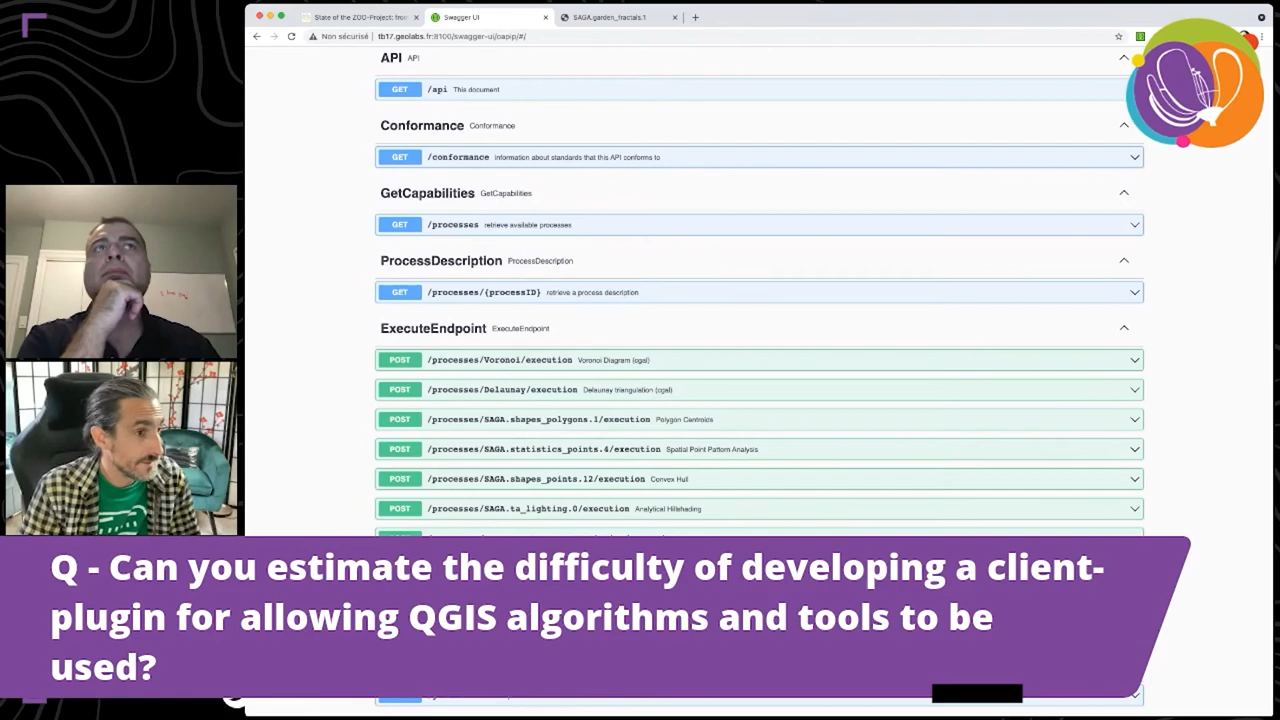 State of the ZOO-Project: from
Swagger UI
SAGA.garden_fractals.1
Non sécurisé | tb17.geolabs.fr:8100/swagger-ui/oapip/#/
API API
GET /api This document
Conformance Conformance
GET /conformance information about standards that this API conforms to
GetCapabilities GetCapabilities
GET /processes retrieve available processes
ProcessDescription ProcessDescription
GET /processes/{processID} retrieve a process description
ExecuteEndpoint ExecuteEndpoint
POST /processes/Voronoi/execution Voronoi Diagram (cgal)
POST /processes/Delaunay/execution Delaunay triangulation (cgal)
POST /processes/SAGA.shapes_polygons.1/execution Polygon Centroids
POST /processes/SAGA.statistics_points.4/execution Spatial Point Pattern Analysis
POST /processes/SAGA.shapes_points.12/execution Convex Hull
POST /processes/SAGA.ta_lighting.0/execution Analytical Hillshading
Q - Can you estimate the difficulty of developing a client-
plugin for allowing QGIS algorithms and tools to be
used?